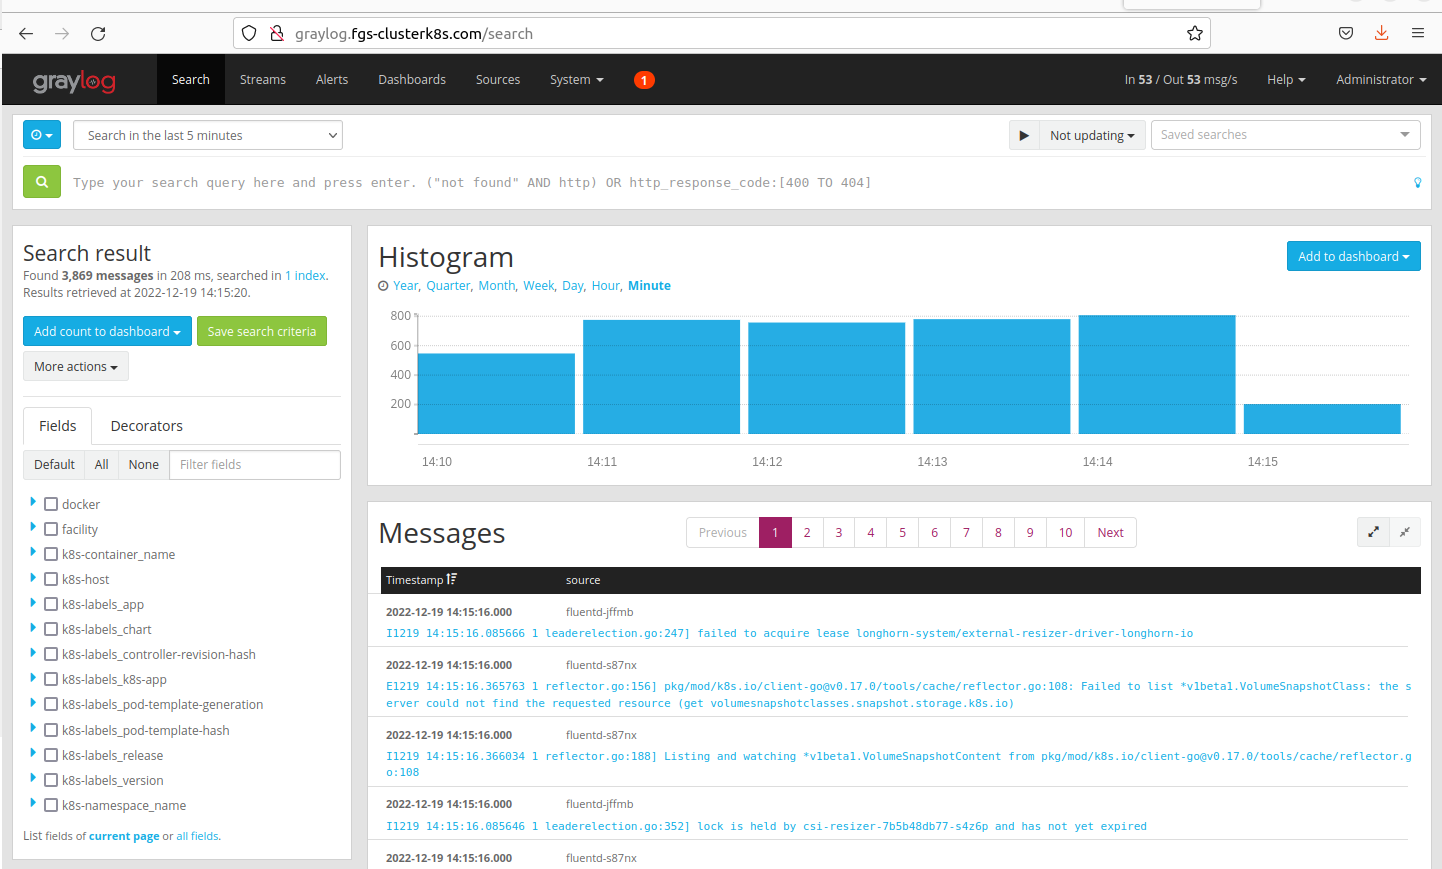 graylog.fgs-clusterk8s.com/search
graylog
Search Streams Alerts Dashboards Sources System 1 In 53 / Out 53 msg/s Help Administrator
Search in the last 5 minutes
Not updating
Saved searches
Type your search query here and press enter. ("not found" AND http) OR http_response_code:[400 TO 404]
Search result
Found 3,869 messages in 208 ms, searched in 1 index.
Results retrieved at 2022-12-19 14:15:20.
Add count to dashboard
Save search criteria
More actions
Fields Decorators
Default All None Filter fields
docker
facility
k8s-container_name
k8s-host
k8s-labels_app
k8s-labels_chart
k8s-labels_controller-revision-hash
k8s-labels_k8s-app
k8s-labels_pod-template-generation
k8s-labels_pod-template-hash
k8s-labels_release
k8s-labels_version
k8s-namespace_name
List fields of current page or all fields.
Histogram
Add to dashboard
Year, Quarter, Month, Week, Day, Hour, Minute
800
600
400
200
14:10 14:11 14:12 14:13 14:14 14:15
Messages
Previous 1 2 3 4 5 6 7 8 9 10 Next
Timestamp source
2022-12-19 14:15:16.000 fluentd-jffmb
I1219 14:15:16.085666 1 leaderelection.go:247] failed to acquire lease longhorn-system/external-resizer-driver-longhorn-io
2022-12-19 14:15:16.000 fluentd-s87nx
E1219 14:15:16.365763 1 reflector.go:156] pkg/mod/k8s.io/client-go@v0.17.0/tools/cache/reflector.go:108: Failed to list *v1beta1.VolumeSnapshotClass: the s
erver could not find the requested resource (get volumesnapshotclasses.snapshot.storage.k8s.io)
2022-12-19 14:15:16.000 fluentd-s87nx
I1219 14:15:16.366034 1 reflector.go:188] Listing and watching *v1beta1.VolumeSnapshotContent from pkg/mod/k8s.io/client-go@v0.17.0/tools/cache/reflector.g
o:108
2022-12-19 14:15:16.000 fluentd-jffmb
I1219 14:15:16.085646 1 leaderelection.go:352] lock is held by csi-resizer-7b5b48db77-s4z6p and has not yet expired
2022-12-19 14:15:16.000 fluentd-s87nx